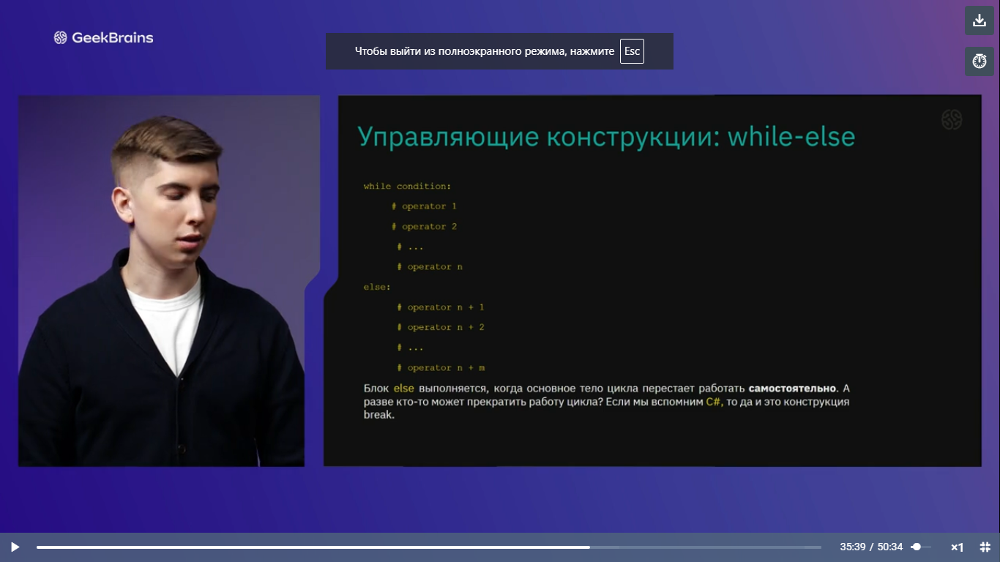 GeekBrains
Чтобы выйти из полноэкранного режима, нажмите Esc
Управляющие конструкции: while-else
while condition:
# operator 1
# operator 2
# ...
# operator n
else:
# operator n + 1
# operator n + 2
# ...
# operator n + m
Блок else выполняется, когда основное тело цикла перестает работать самостоятельно. А
разве кто-то может прекратить работу цикла? Если мы вспомним C#, то да и это конструкция
break.
35:39 / 50:34
×1